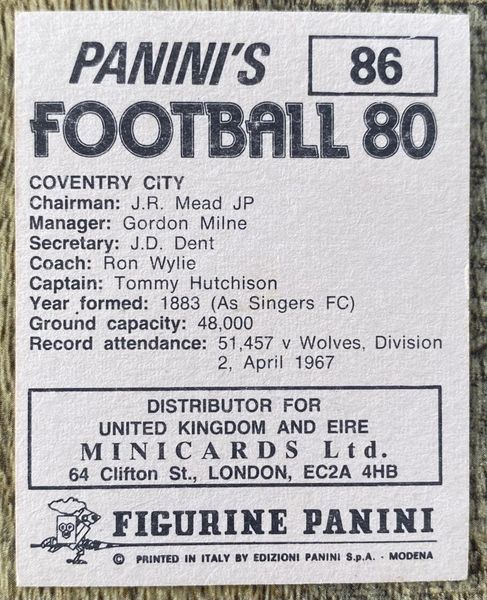 PANINI'S
86
FOOTBALL 80
COVENTRY CITY
Chairman: J.R. Mead JP
Manager: Gordon Milne
Secretary: J.D. Dent
Coach: Ron Wylie
Captain: Tommy Hutchison
Year formed: 1883 (As Singers FC)
Ground capacity: 48,000
Record attendance: 51,457 v Wolves, Division
2, April 1967
DISTRIBUTOR FOR
UNITED KINGDOM AND EIRE
MINICARDS Ltd.
64 Clifton St., LONDON, EC2A 4HB
FIGURINE PANINI
© PRINTED IN ITALY BY EDIZIONI PANINI S.p.A. - MODENA